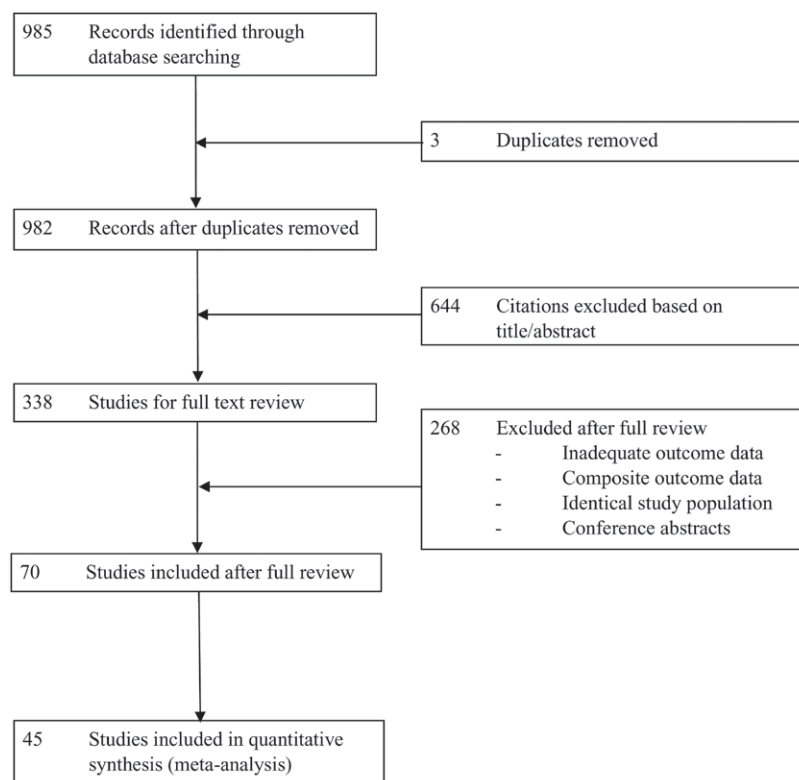 985 Records identified through
database searching
3 Duplicates removed
982 Records after duplicates removed
644 Citations excluded based on
title/abstract
338 Studies for full text review
268 Excluded after full review
- Inadequate outcome data
- Composite outcome data
- Identical study population
- Conference abstracts
70 Studies included after full review
45 Studies included in quantitative
synthesis (meta-analysis)